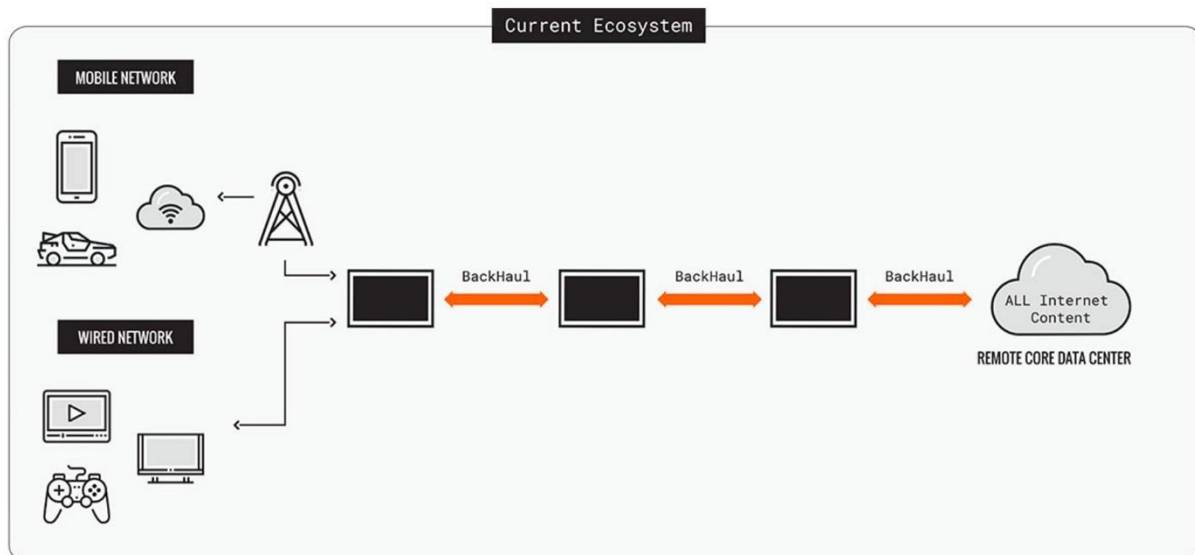 Current Ecosystem
MOBILE NETWORK
BackHaul
BackHaul
BackHaul
ALL Internet
Content
REMOTE CORE DATA CENTER
WIRED NETWORK